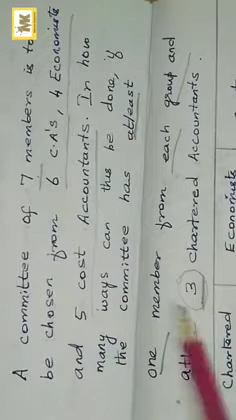 MK
A committee of 7 members is to
be chosen from 6 C.A's, 4 Economists
and 5 cost Accountants. In how
many ways can this be done, if
the committee has atleast
one member from each group and
3 chartered Accountants.
Chartered Economists